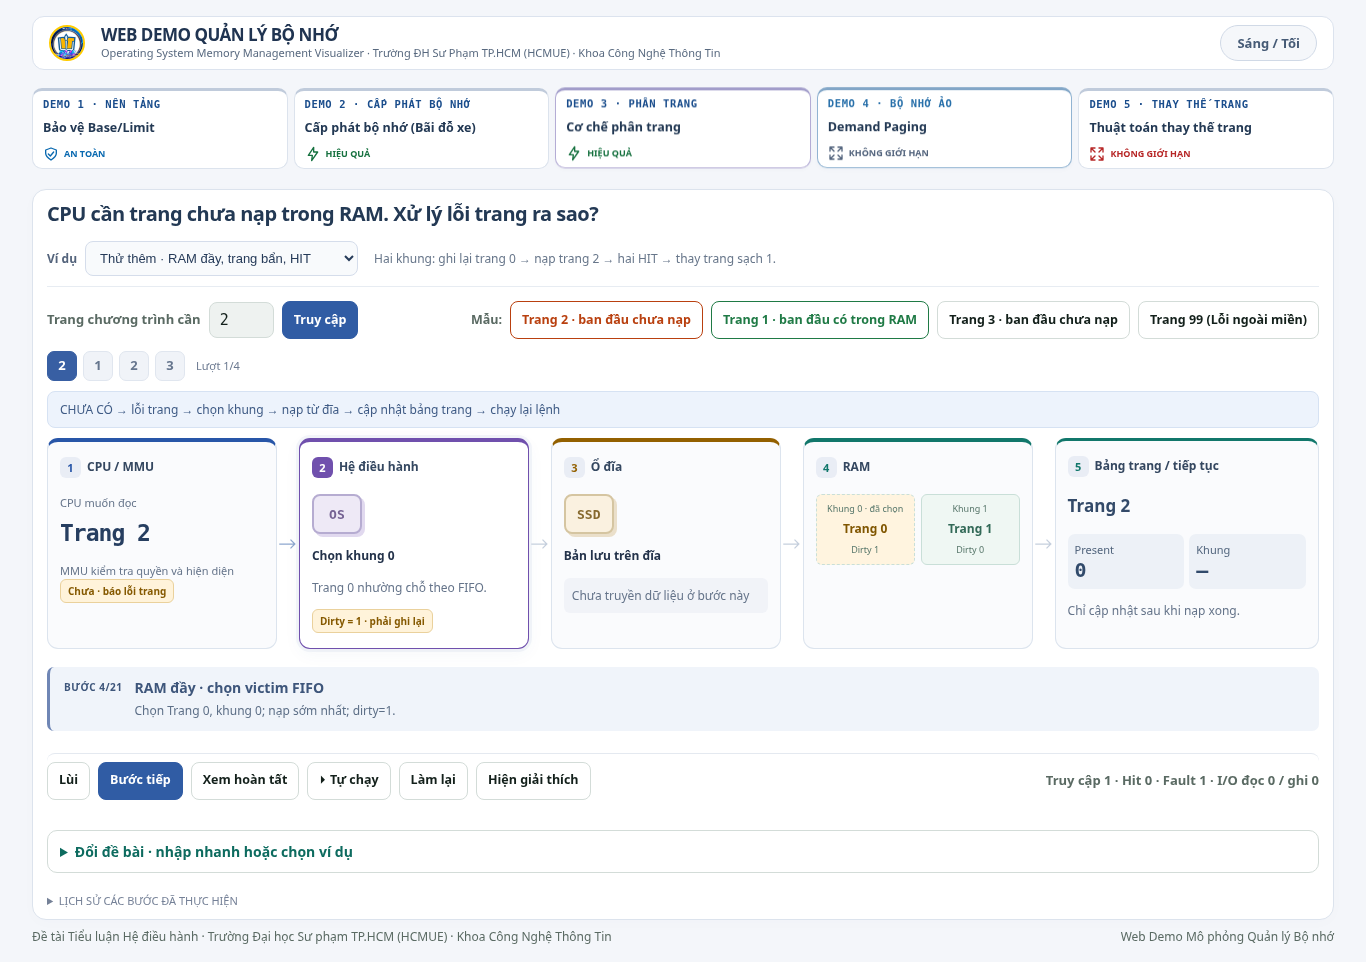 WEB DEMO QUẢN LÝ BỘ NHỚ
Operating System Memory Management Visualizer · Trường ĐH Sư Phạm TP.HCM (HCMUE) · Khoa Công Nghệ Thông Tin
Sáng / Tối
DEMO 1 · NỀN TẢNG
Bảo vệ Base/Limit
AN TOÀN
DEMO 2 · CẤP PHÁT BỘ NHỚ
Cấp phát bộ nhớ (Bãi đỗ xe)
HIỆU QUẢ
DEMO 3 · PHÂN TRANG
Cơ chế phân trang
HIỆU QUẢ
DEMO 4 · BỘ NHỚ ẢO
Demand Paging
KHÔNG GIỚI HẠN
DEMO 5 · THAY THẾ TRANG
Thuật toán thay thế trang
KHÔNG GIỚI HẠN
CPU cần trang chưa nạp trong RAM. Xử lý lỗi trang ra sao?
Ví dụ
Thử thêm · RAM đầy, trang bẩn, HIT
Hai khung: ghi lại trang 0 → nạp trang 2 → hai HIT → thay trang sạch 1.
Trang chương trình cần
2
Truy cập
Mẫu:
Trang 2 · ban đầu chưa nạp
Trang 1 · ban đầu có trong RAM
Trang 3 · ban đầu chưa nạp
Trang 99 (Lỗi ngoài miền)
2 1 2 3 Lượt 1/4
CHƯA CÓ → lỗi trang → chọn khung → nạp từ đĩa → cập nhật bảng trang → chạy lại lệnh
1 CPU / MMU
CPU muốn đọc
Trang 2
MMU kiểm tra quyền và hiện diện
Chưa · báo lỗi trang
→
2 Hệ điều hành
OS
Chọn khung 0
Trang 0 nhường chỗ theo FIFO.
Dirty = 1 · phải ghi lại
→
3 Ổ đĩa
SSD
Bản lưu trên đĩa
Chưa truyền dữ liệu ở bước này
→
4 RAM
Khung 0 · đã chọn
Trang 0
Dirty 1
Khung 1
Trang 1
Dirty 0
→
5 Bảng trang / tiếp tục
Trang 2
Present
0
Khung
—
Chỉ cập nhật sau khi nạp xong.
BƯỚC 4/21
RAM đầy · chọn victim FIFO
Chọn Trang 0, khung 0; nạp sớm nhất; dirty=1.
Lùi
Bước tiếp
Xem hoàn tất
Tự chạy
Làm lại
Hiện giải thích
Truy cập 1 · Hit 0 · Fault 1 · I/O đọc 0 / ghi 0
Đổi đề bài · nhập nhanh hoặc chọn ví dụ
LỊCH SỬ CÁC BƯỚC ĐÃ THỰC HIỆN
Đề tài Tiểu luận Hệ điều hành · Trường Đại học Sư phạm TP.HCM (HCMUE) · Khoa Công Nghệ Thông Tin
Web Demo Mô phỏng Quản lý Bộ nhớ